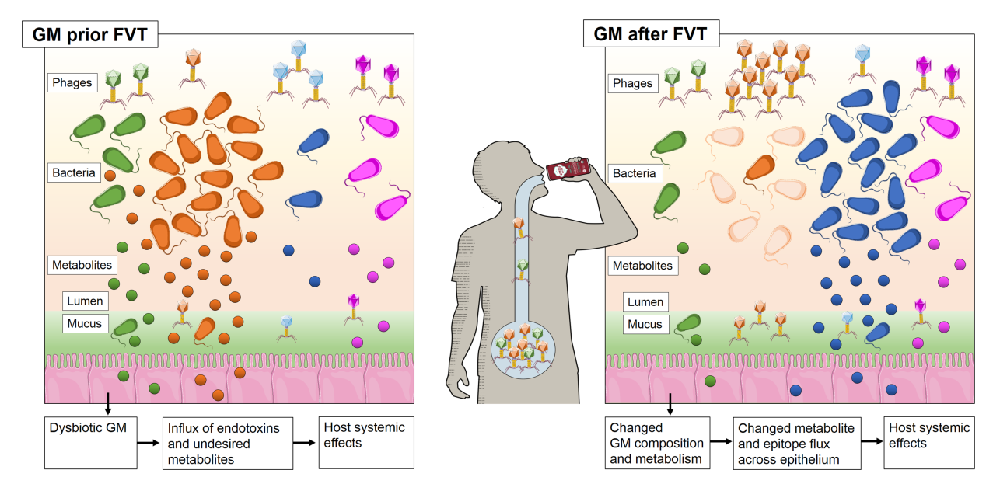 GM prior FVT
Phages
Bacteria
Metabolites
Lumen
Mucus
Dysbiotic GM
Influx of endotoxins
and undesired
metabolites
Host systemic
effects
GM after FVT
Phages
Bacteria
Metabolites
Lumen
Mucus
Changed
GM composition
and metabolism
Changed metabolite
and epitope flux
across epithelium
Host systemic
effects